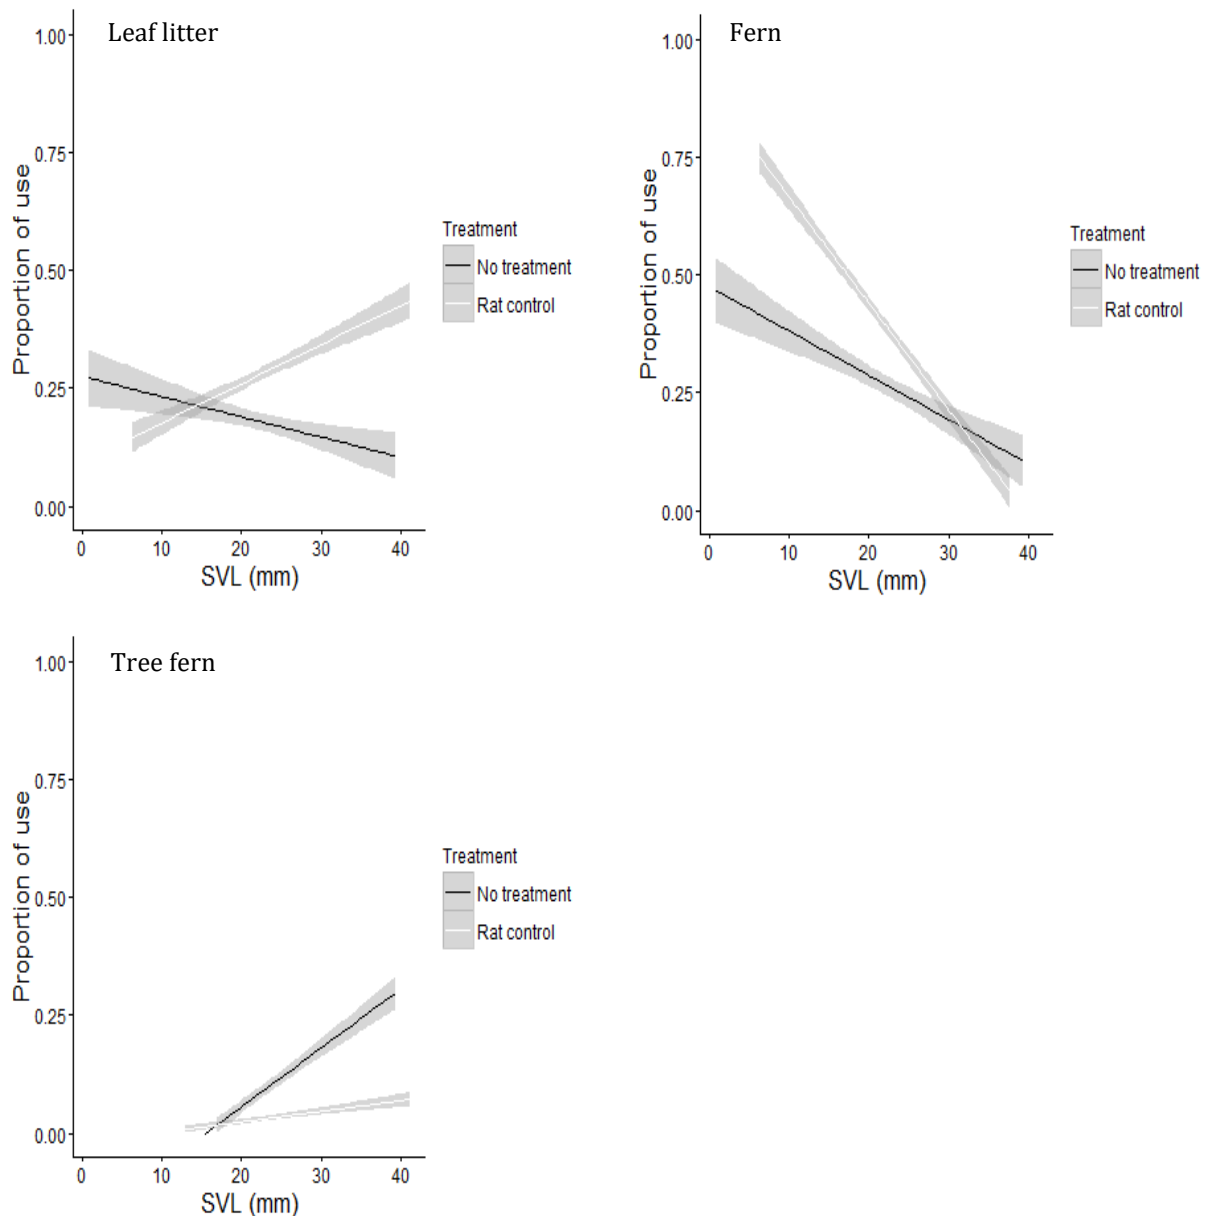 Leaf litter
1.00
0.75
0.50
0.25
0.00
Proportion of use
0 10 20 30 40
SVL (mm)
Treatment
No treatment
Rat control
Fern
1.00
0.75
0.50
0.25
0.00
Proportion of use
0 10 20 30 40
SVL (mm)
Treatment
No treatment
Rat control
Tree fern
1.00
0.75
0.50
0.25
0.00
Proportion of use
0 10 20 30 40
SVL (mm)
Treatment
No treatment
Rat control